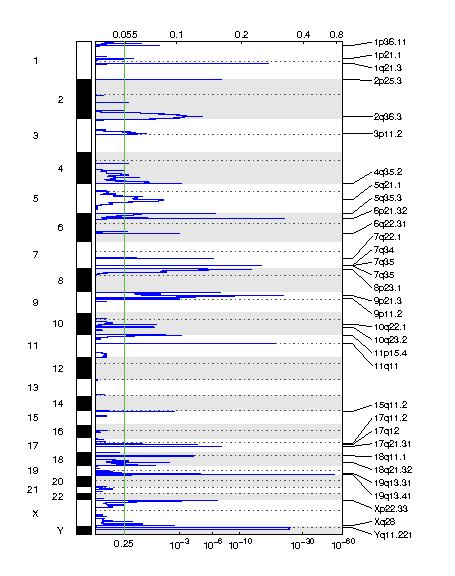 0.055 0.1 0.2 0.4 0.8
1
2
3
4
5
6
7
8
9
10
11
12
13
14
15
16
17
18
19
20
21
22
X
Y
1p36.11
1p21.1
1q21.3
2p25.3
2q36.3
3p11.2
4q35.2
5q21.1
5q35.3
6p21.32
6q22.31
7q22.1
7q34
7q35
7q35
8p23.1
9p21.3
9p11.2
10q22.1
10q23.2
11p15.4
11q11
15q11.2
17q11.2
17q12
17q21.31
18q11.1
18q21.32
19q13.31
19q13.41
Xp22.33
Xq28
Yq11.221
0.25 10⁻³ 10⁻⁶ 10⁻¹⁰ 10⁻³⁰ 10⁻⁶⁰